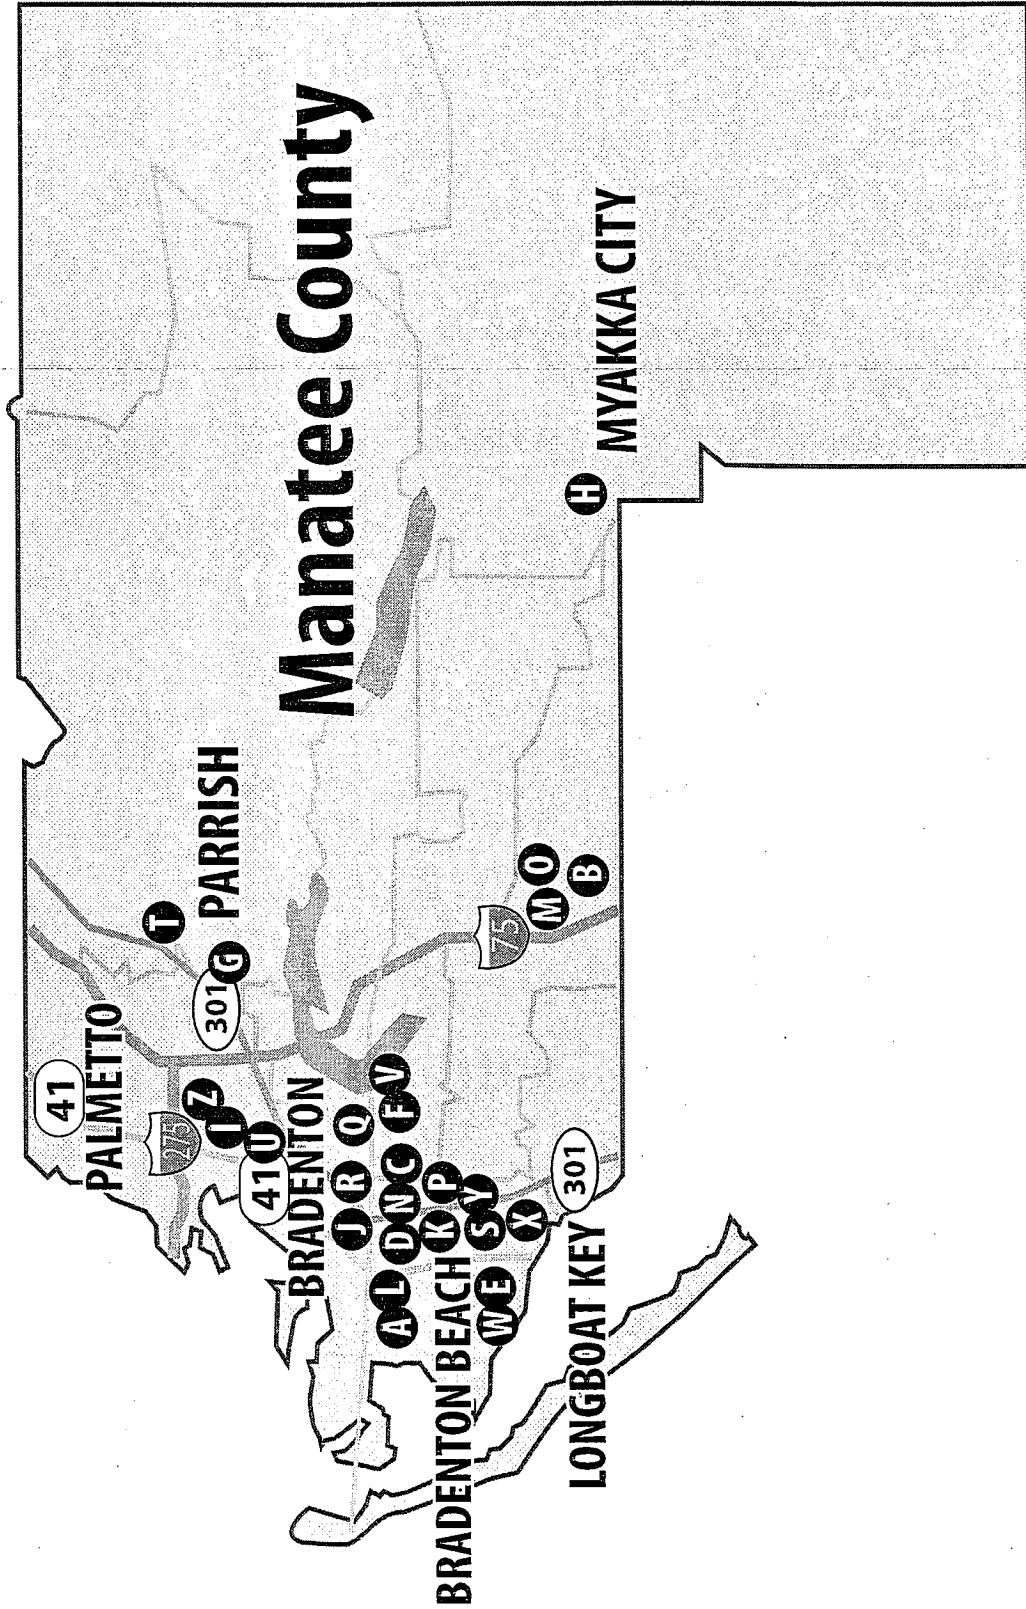 41
PALMETTO
T
275
Z
301
PARRISH
I
G
41
U
BRADENTON
Manatee County
J
R
Q
A
L
D
N
C
F
V
BRADENTON BEACH
K
P
S
Y
W
E
75
X
O
M
301
B
H
LONGBOAT KEY
MYAKKA CITY